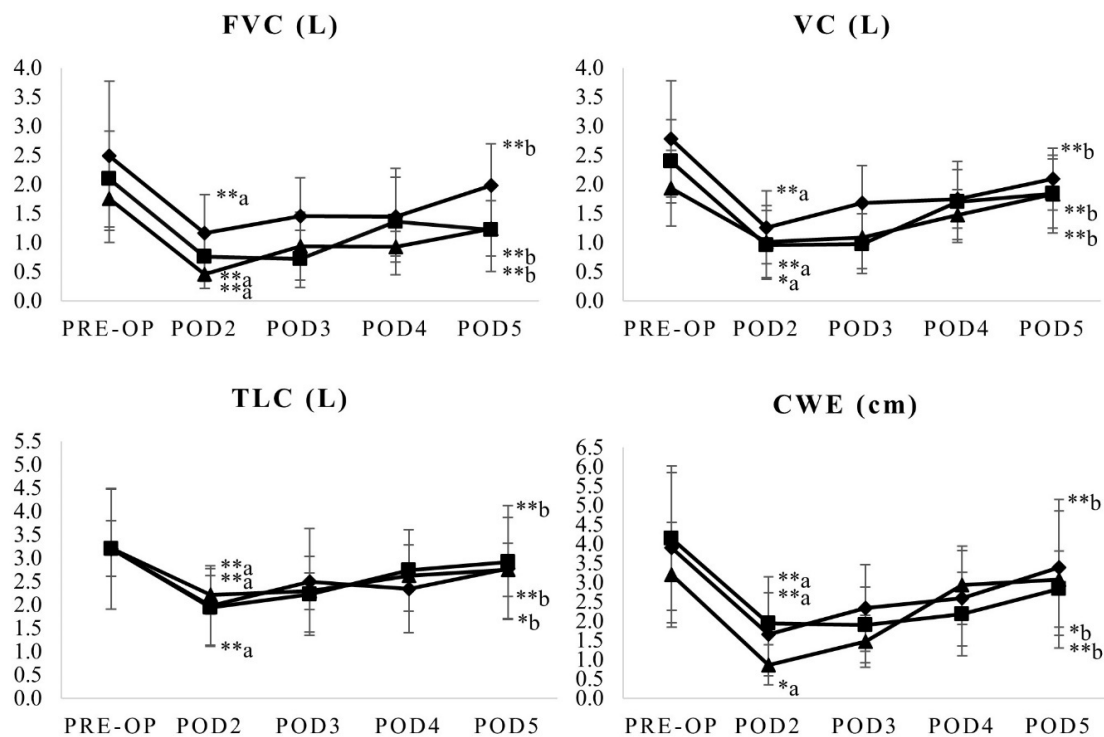 FVC (L)
4.0
3.5
3.0
2.5
2.0
1.5
1.0
0.5
0.0
**a
**a
**a
**b
**b
**b
PRE-OP POD2 POD3 POD4 POD5
VC (L)
4.0
3.5
3.0
2.5
2.0
1.5
1.0
0.5
0.0
**a
**a
*a
**b
**b
**b
PRE-OP POD2 POD3 POD4 POD5
TLC (L)
5.5
5.0
4.5
4.0
3.5
3.0
2.5
2.0
1.5
1.0
0.5
0.0
**a
**a
**a
**b
**b
*b
PRE-OP POD2 POD3 POD4 POD5
CWE (cm)
6.5
6.0
5.5
5.0
4.5
4.0
3.5
3.0
2.5
2.0
1.5
1.0
0.5
0.0
**a
**a
*a
**b
*b
**b
PRE-OP POD2 POD3 POD4 POD5